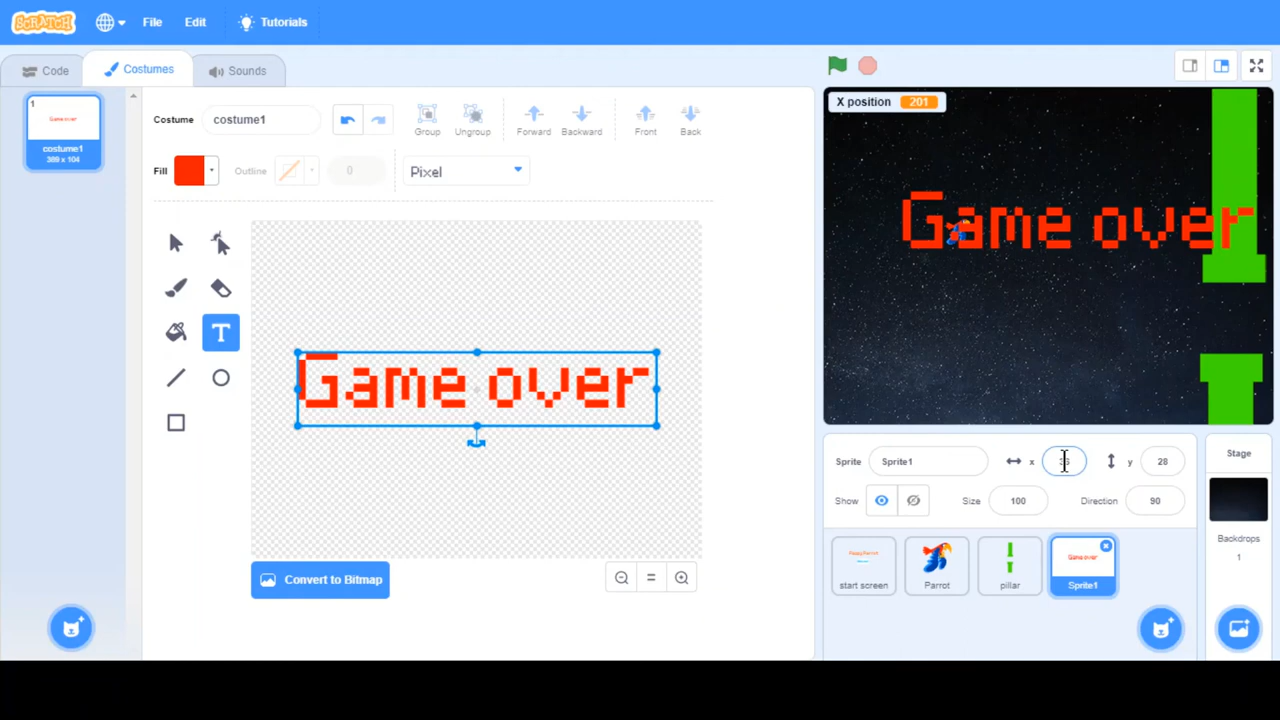 SCRATCH
File
Edit
Tutorials
Code
Costumes
Sounds
1
Game over
costume1
389 x 104
Costume
costume1
Group
Ungroup
Forward
Backward
Front
Back
Fill
Outline
0
Pixel
T
Game over
Convert to Bitmap
X position 201
Game over
Sprite
Sprite1
x
y
28
Show
Size
100
Direction
90
start screen
Parrot
pillar
Game over
Sprite1
Stage
Backdrops
1